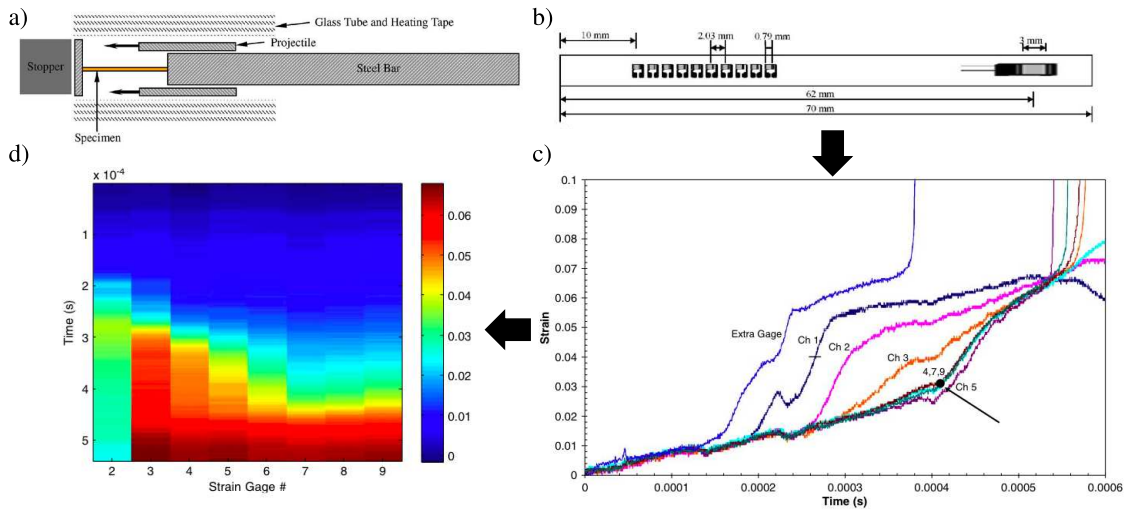 a)
Glass Tube and Heating Tape
Projectile
Stopper
Steel Bar
Specimen
b)
10 mm
2.03 mm
0.79 mm
3 mm
62 mm
70 mm
d)
x 10-4
1
2
3
4
5
Time (s)
2 3 4 5 6 7 8 9
Strain Gage #
0.06
0.05
0.04
0.03
0.02
0.01
0
c)
0.1
0.09
0.08
0.07
0.06
0.05
0.04
0.03
0.02
0.01
0
Strain
Extra Gage
Ch 1
Ch 2
Ch 3
4,7,9
Ch 5
0 0.0001 0.0002 0.0003 0.0004 0.0005 0.0006
Time (s)